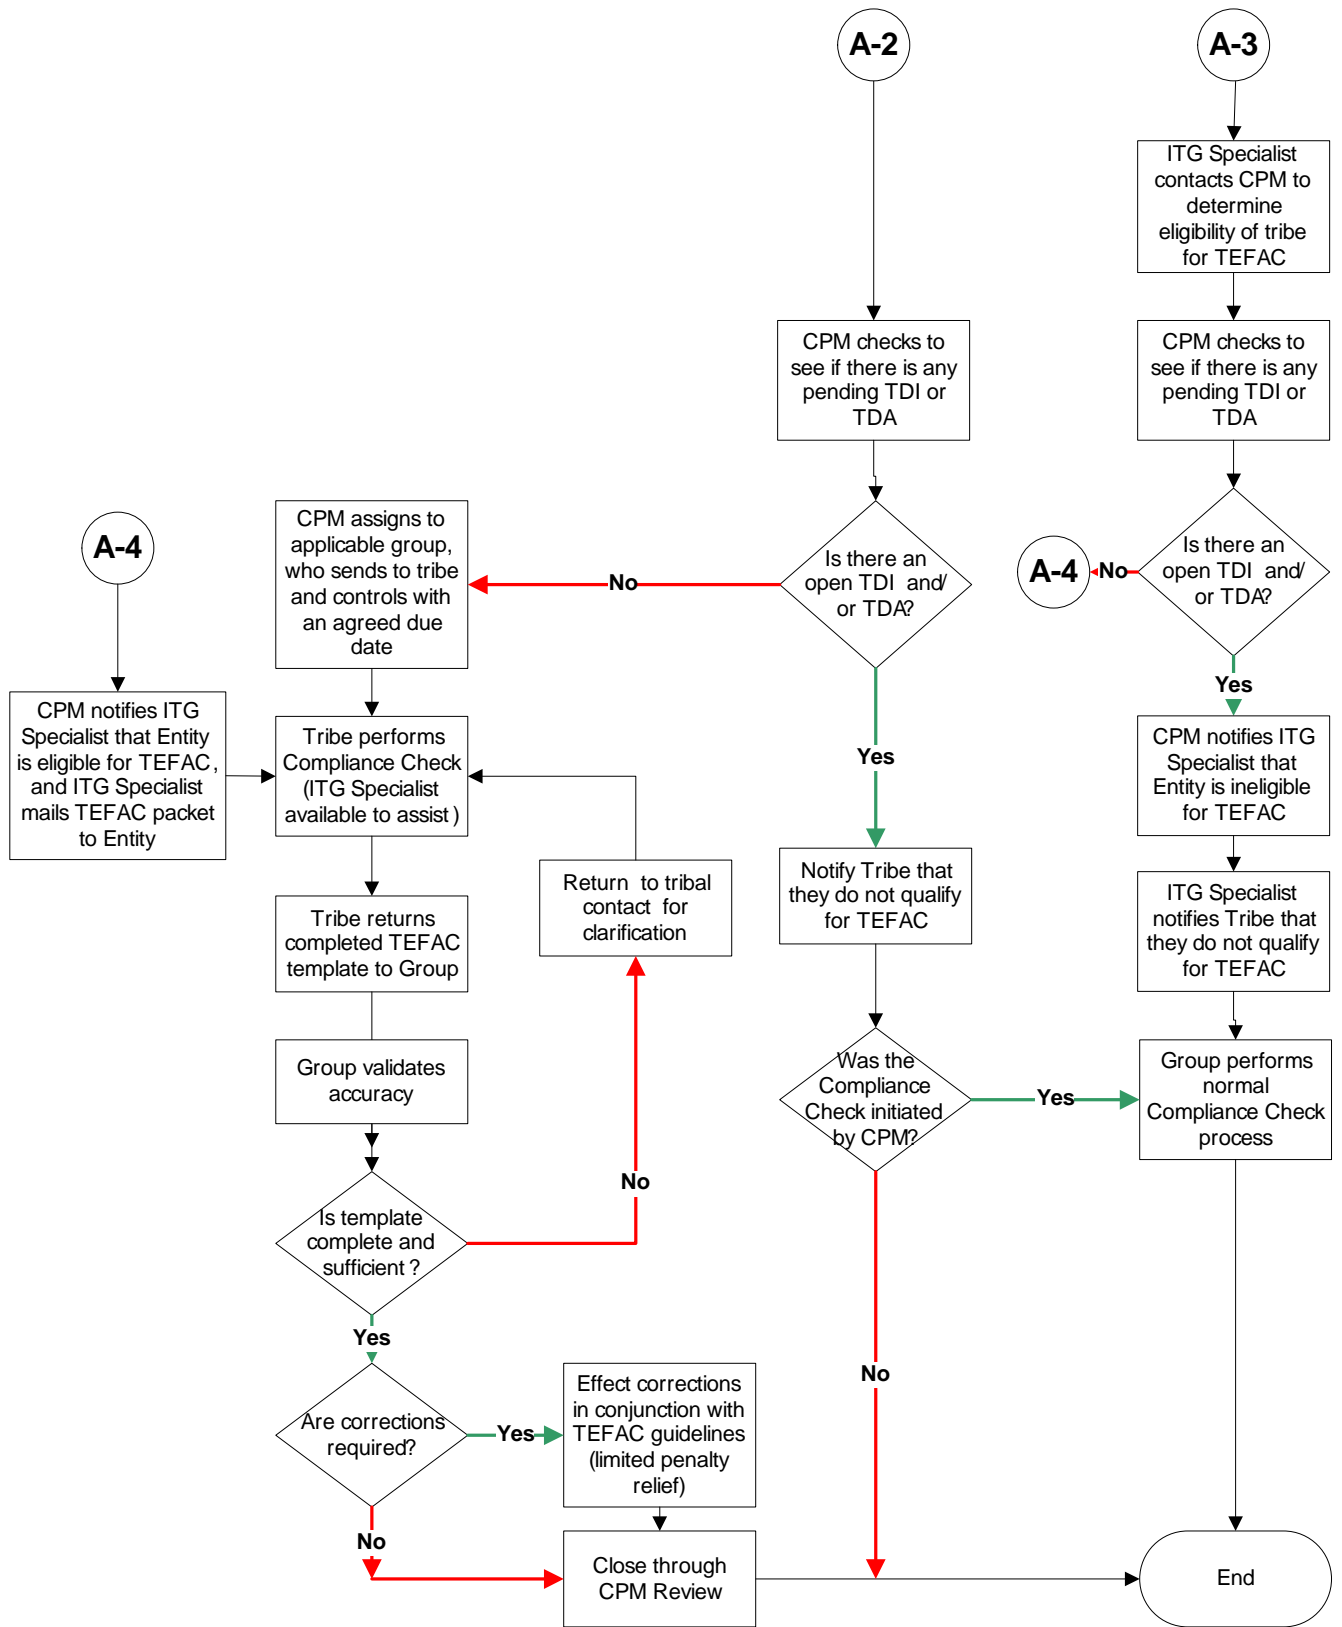 A-2
A-3
ITG Specialist
contacts CPM to
determine
eligibility of tribe
for TEFAC
CPM checks to
see if there is any
pending TDI or
TDA
CPM checks to
see if there is any
pending TDI or
TDA
CPM assigns to
applicable group,
who sends to tribe
and controls with
an agreed due
date
A-4
Is there an
open TDI and/
or TDA?
No
Is there an
open TDI and/
or TDA?
No
A-4
Yes
Yes
CPM notifies ITG
Specialist that Entity
is eligible for TEFAC,
and ITG Specialist
mails TEFAC packet
to Entity
Tribe performs
Compliance Check
(ITG Specialist
available to assist)
CPM notifies ITG
Specialist that
Entity is ineligible
for TEFAC
Return to tribal
contact for
clarification
Notify Tribe that
they do not qualify
for TEFAC
ITG Specialist
notifies Tribe that
they do not qualify
for TEFAC
Tribe returns
completed TEFAC
template to Group
Group validates
accuracy
Was the
Compliance
Check initiated
by CPM?
Yes
Group performs
normal
Compliance Check
process
Is template
complete and
sufficient ?
No
Yes
No
Are corrections
required?
Yes
Effect corrections
in conjunction with
TEFAC guidelines
(limited penalty
relief)
No
Close through
CPM Review
End